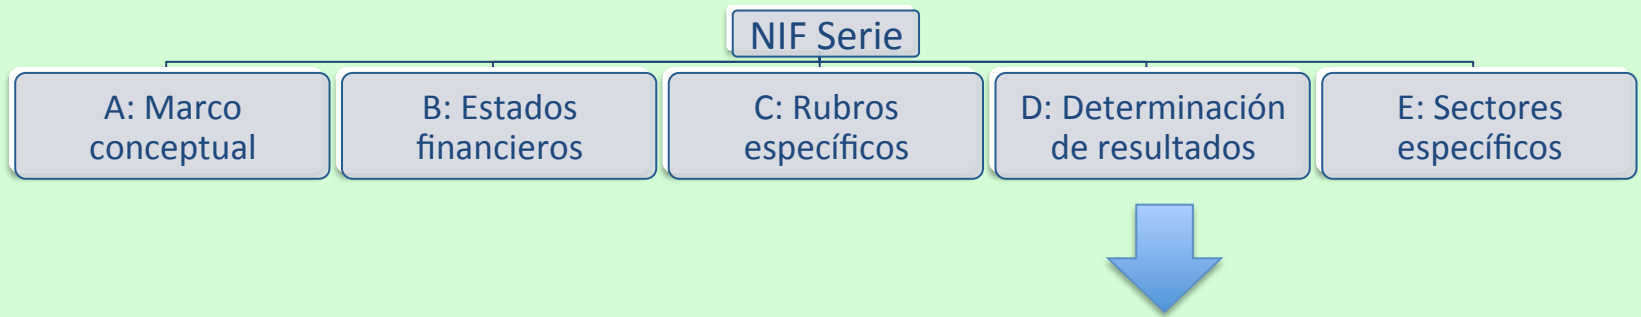 NIF Serie
A: Marco
conceptual
B: Estados
financieros
C: Rubros
específicos
D: Determinación
de resultados
E: Sectores
específicos